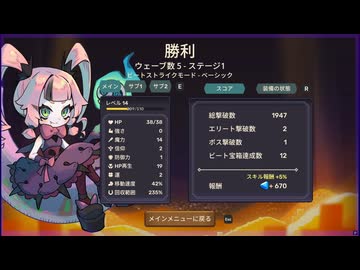 勝利
ウェーブ数 5 - ステージ1
ビートストライクモード - ベーシック
メイン サブ1 サブ2 E
レベル 14
HP 38/38
強さ 0
魔力 14
信仰 2
防御力 1
HP再生 19
運 2
移動速度 42%
回収範囲 235%
スコア 装備の状態 R
総撃破数 1947
エリート撃破数 2
ボス撃破数 1
ビート宝箱達成数 12
スキル報酬 +5%
報酬 + 670
メインメニューに戻る Esc